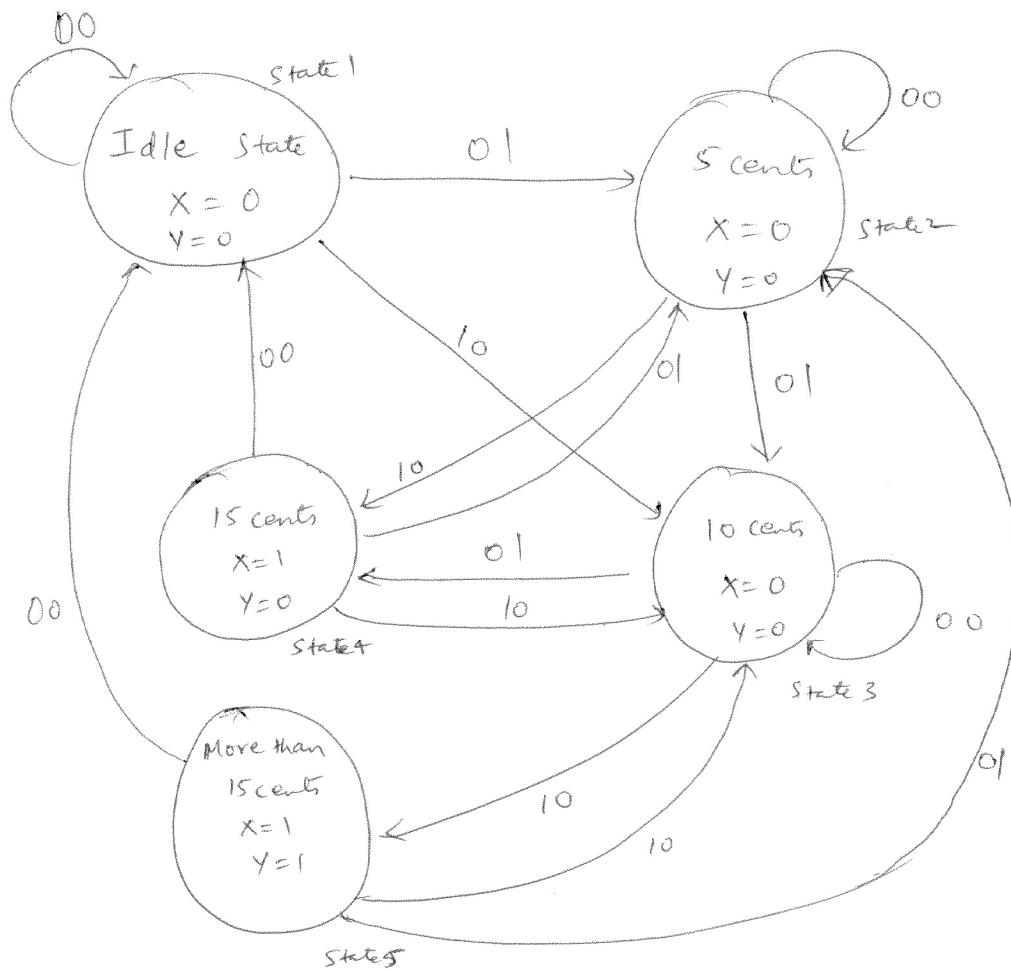 00
State 1
Idle State
X = 0
Y = 0
01
00
5 cents
X = 0
Y = 0
State 2
10
00
01
01
10
15 cents
X = 1
Y = 0
State 4
01
10
10 cents
X = 0
Y = 0
00
State 3
00
More than
15 cents
X = 1
Y = 1
State 5
10
10
01